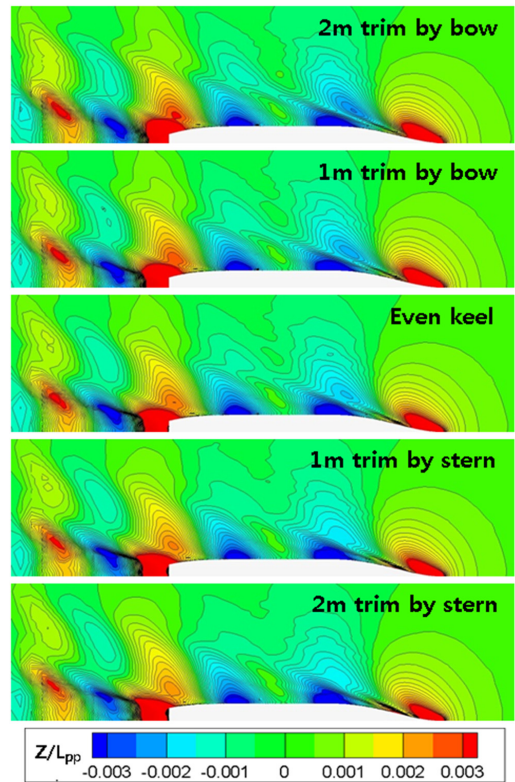 2m trim by bow
1m trim by bow
Even keel
1m trim by stern
2m trim by stern
Z/Lpp
-0.003 -0.002 -0.001 0 0.001 0.002 0.003